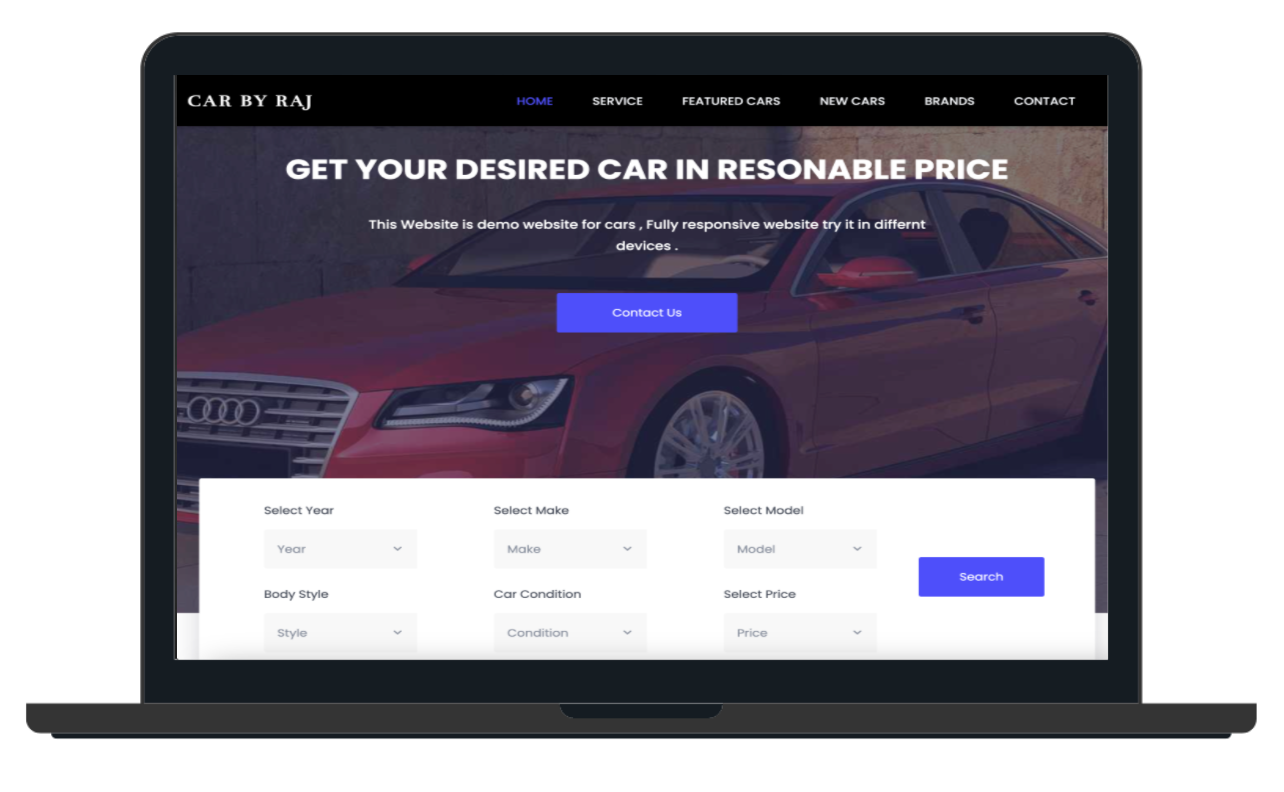 CAR BY RAJ HOME SERVICE FEATURED CARS NEW CARS BRANDS CONTACT
GET YOUR DESIRED CAR IN RESONABLE PRICE
This Website is demo website for cars , Fully responsive website try it in differnt
devices .
Contact Us
Select Year Select Make Select Model
Year Make Model
Search
Body Style Car Condition Select Price
Style Condition Price